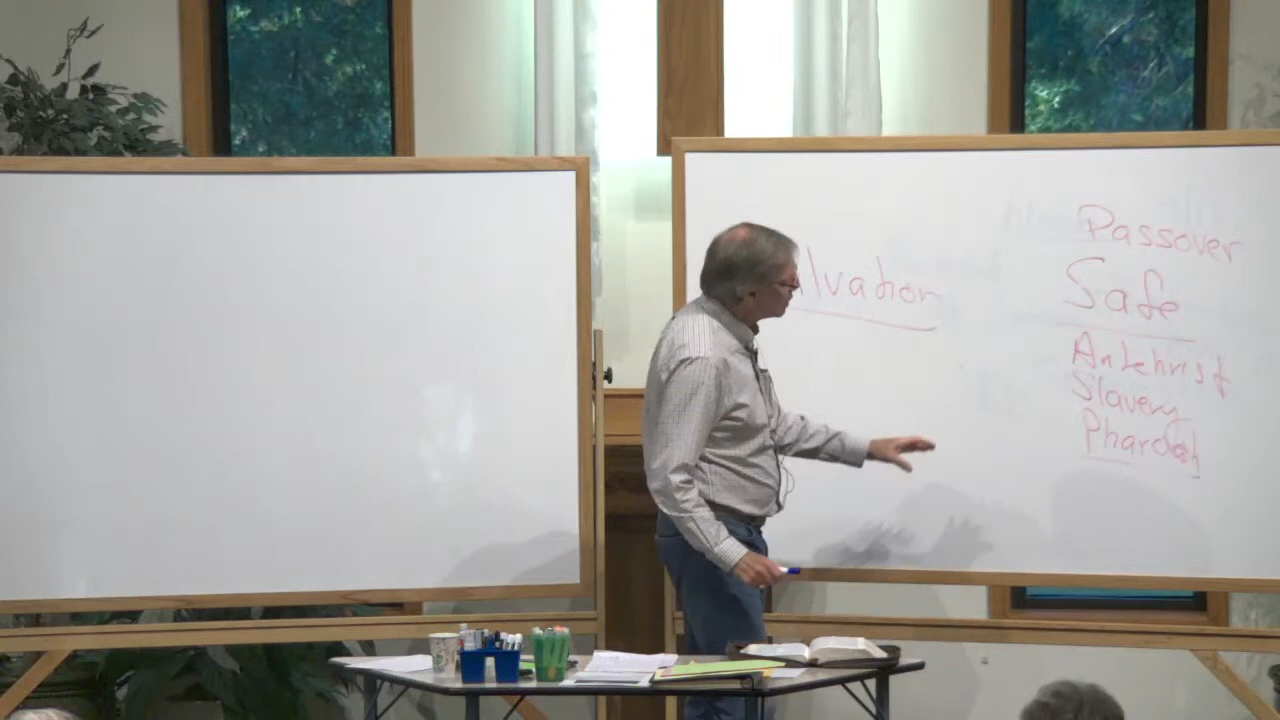 lvation
Passover
Safe
Antchrist
Slavery
Pharoah